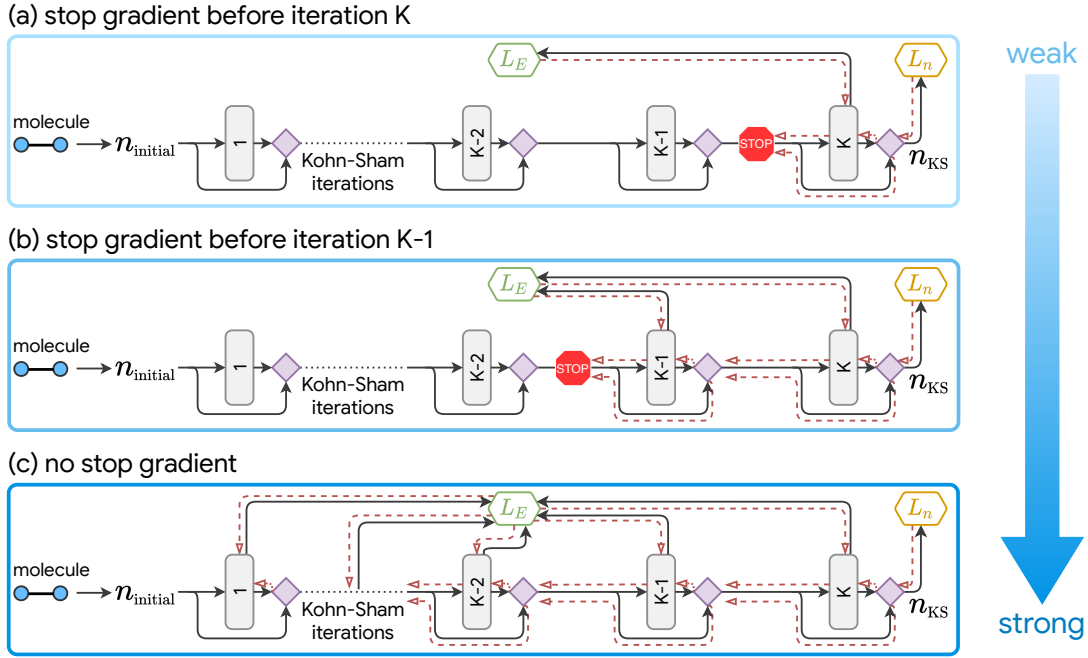 (a) stop gradient before iteration K
weak
L_E
L_n
molecule
n_initial
1
Kohn-Sham
iterations
K-2
K-1
STOP
K
n_KS
(b) stop gradient before iteration K-1
L_E
L_n
molecule
n_initial
1
Kohn-Sham
iterations
K-2
STOP
K-1
K
n_KS
(c) no stop gradient
L_E
L_n
molecule
n_initial
1
Kohn-Sham
iterations
K-2
K-1
K
n_KS
strong